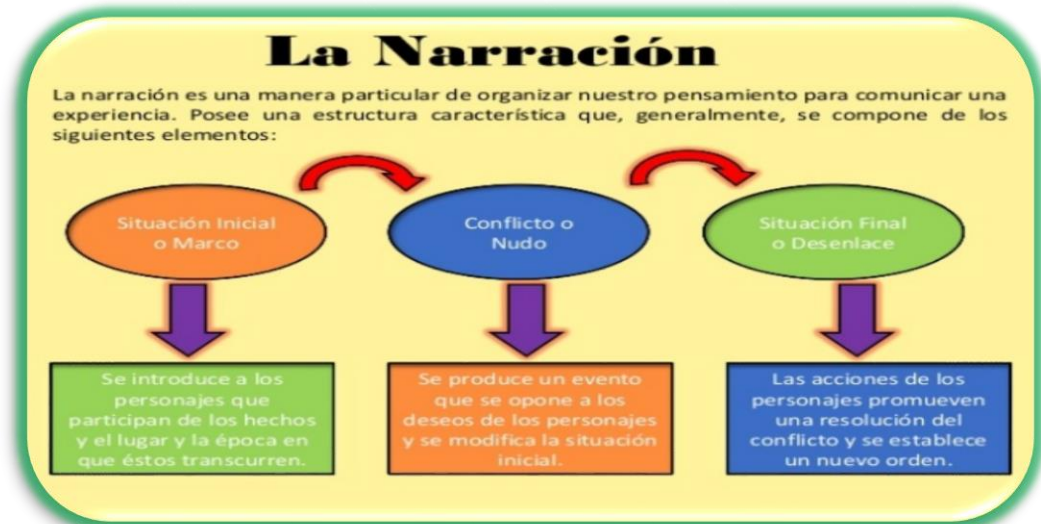 La Narración
La narración es una manera particular de organizar nuestro pensamiento para comunicar una
experiencia. Posee una estructura característica que, generalmente, se compone de los
siguientes elementos:
Situación Inicial
o Marco
Conflicto o
Nudo
Situación Final
o Desenlace
Se introduce a los
personajes que
participan de los hechos
y el lugar y la época en
que éstos transcurren.
Se produce un evento
que se opone a los
deseos de los personajes
y se modifica la situación
inicial.
Las acciones de los
personajes promueven
una resolución del
conflicto y se establece
un nuevo orden.